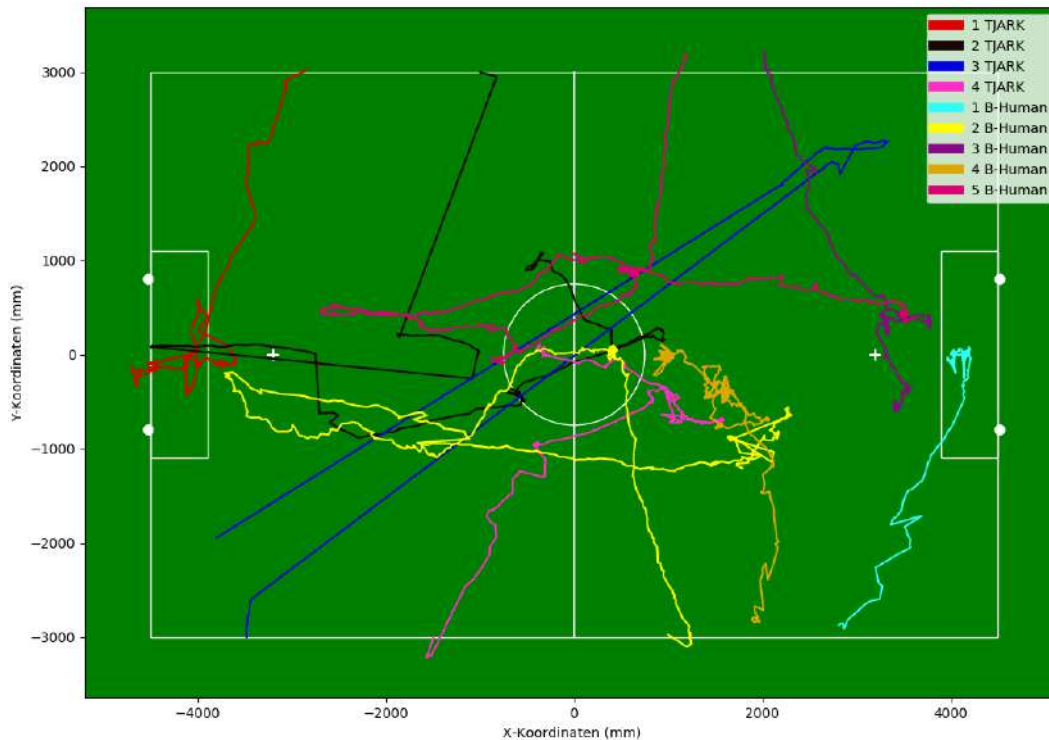 1 TJARK
2 TJARK
3 TJARK
4 TJARK
1 B-Human
2 B-Human
3 B-Human
4 B-Human
5 B-Human
3000
2000
1000
0
−1000
−2000
−3000
Y-Koordinaten (mm)
−4000 −2000 0 2000 4000
X-Koordinaten (mm)